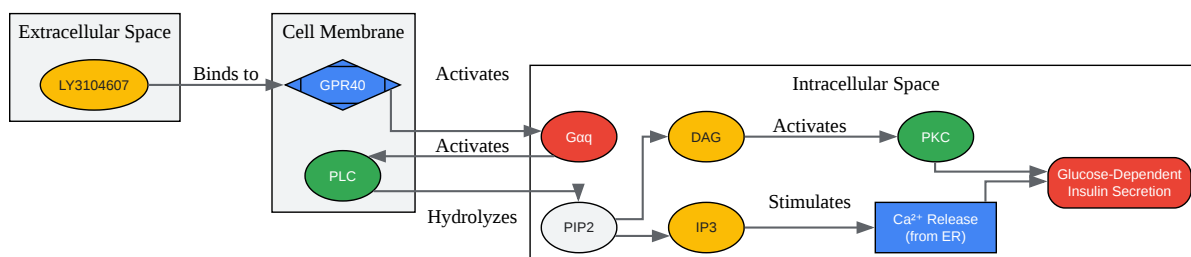 Extracellular Space
LY3104607
Binds to
Cell Membrane
GPR40
PLC
Activates
Activates
Hydrolyzes
Intracellular Space
Gαq
DAG
Activates
PKC
PIP2
IP3
Stimulates
Ca²⁺ Release
(from ER)
Glucose-Dependent
Insulin Secretion